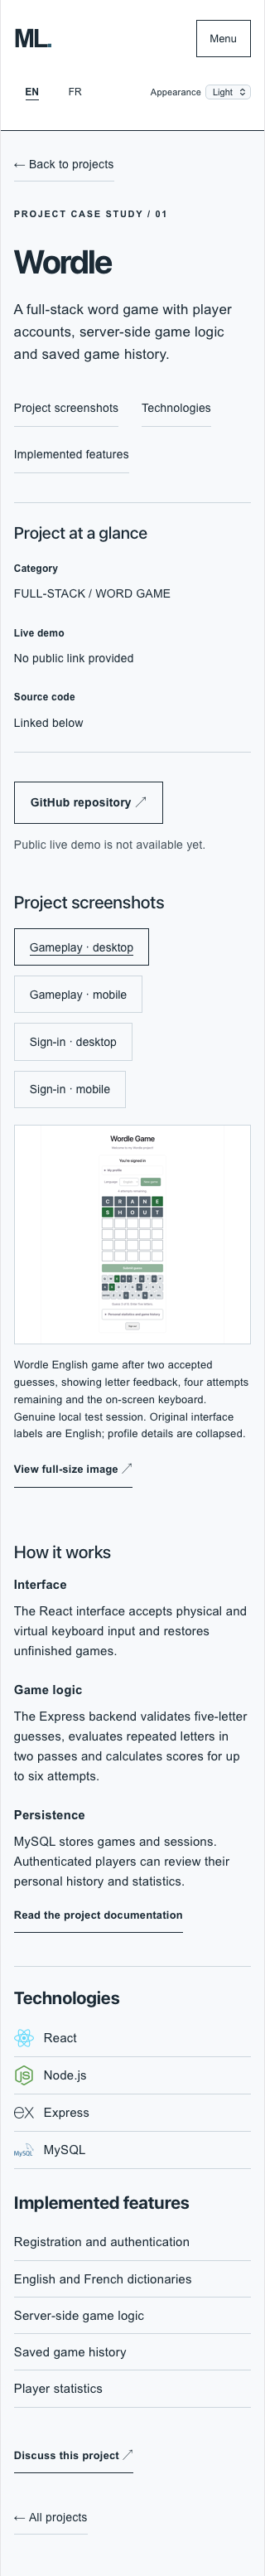 ML.
Menu
EN
FR
Appearance
Light
← Back to projects
PROJECT CASE STUDY / 01
Wordle
A full-stack word game with player
accounts, server-side game logic
and saved game history.
Project screenshots
Technologies
Implemented features
Project at a glance
Category
FULL-STACK / WORD GAME
Live demo
No public link provided
Source code
Linked below
GitHub repository ↗
Public live demo is not available yet.
Project screenshots
Gameplay · desktop
Gameplay · mobile
Sign-in · desktop
Sign-in · mobile
Wordle Game
You're signed in
C R A N E
S H O U T
Wordle English game after two accepted
guesses, showing letter feedback, four attempts
remaining and the on-screen keyboard.
Genuine local test session. Original interface
labels are English; profile details are collapsed.
View full-size image ↗
How it works
Interface
The React interface accepts physical and
virtual keyboard input and restores
unfinished games.
Game logic
The Express backend validates five-letter
guesses, evaluates repeated letters in
two passes and calculates scores for up
to six attempts.
Persistence
MySQL stores games and sessions.
Authenticated players can review their
personal history and statistics.
Read the project documentation
Technologies
React
Node.js
Express
MySQL
Implemented features
Registration and authentication
English and French dictionaries
Server-side game logic
Saved game history
Player statistics
Discuss this project ↗
← All projects